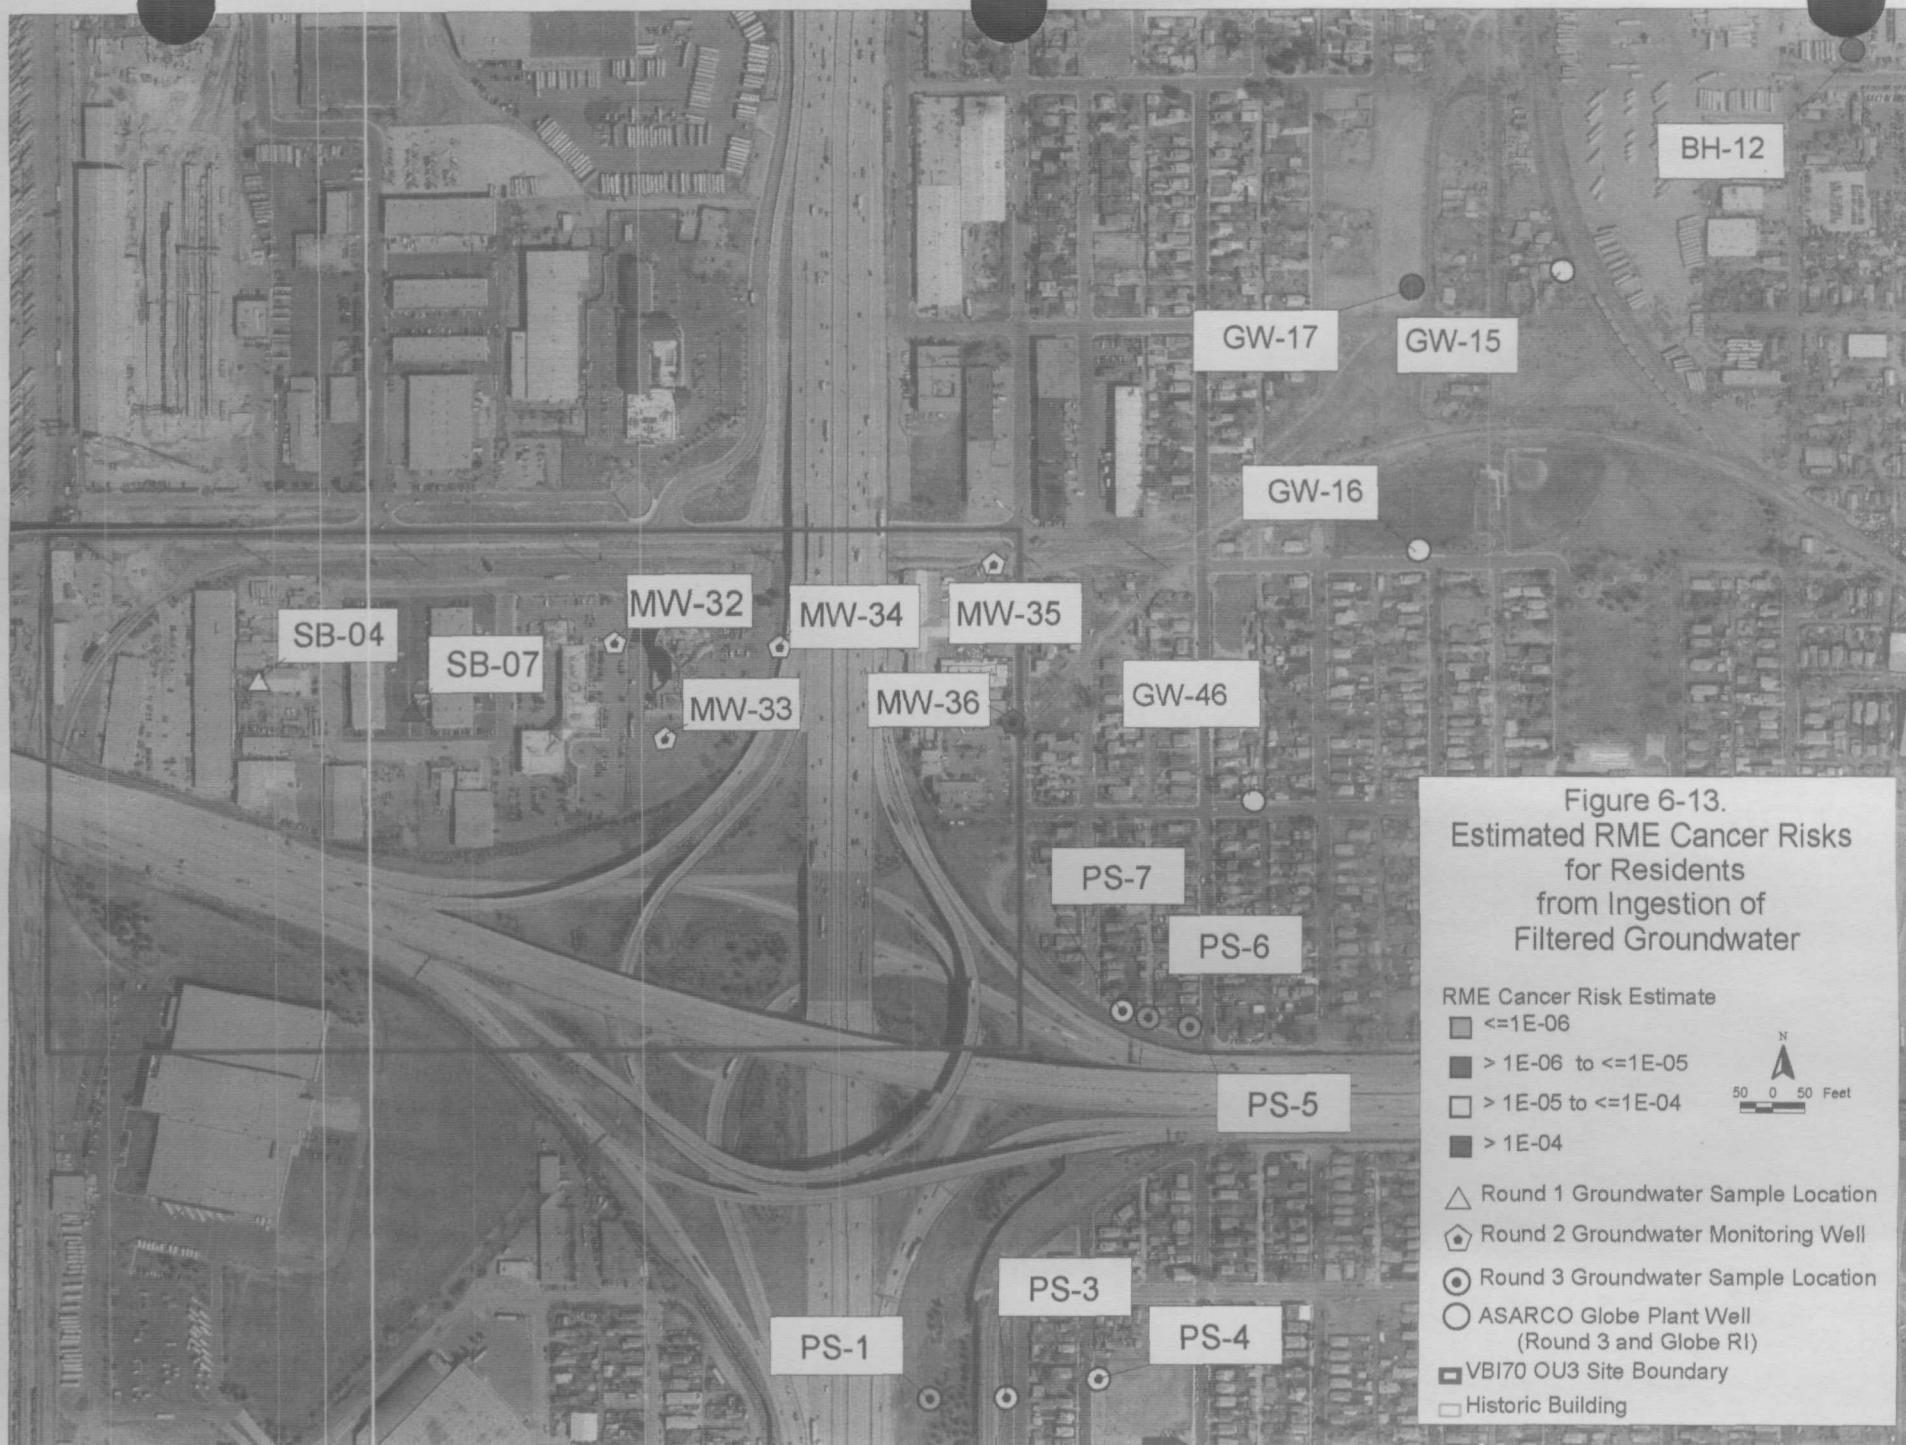 BH-12
GW-17
GW-15
GW-16
SB-04
SB-07
MW-32
MW-34
MW-35
MW-33
MW-36
GW-46
PS-7
PS-6
PS-5
PS-3
PS-1
PS-4
Figure 6-13.
Estimated RME Cancer Risks
for Residents
from Ingestion of
Filtered Groundwater
RME Cancer Risk Estimate
<=1E-06
> 1E-06 to <=1E-05
> 1E-05 to <=1E-04
> 1E-04
N
50 0 50 Feet
Round 1 Groundwater Sample Location
Round 2 Groundwater Monitoring Well
Round 3 Groundwater Sample Location
ASARCO Globe Plant Well
(Round 3 and Globe RI)
VBI70 OU3 Site Boundary
Historic Building